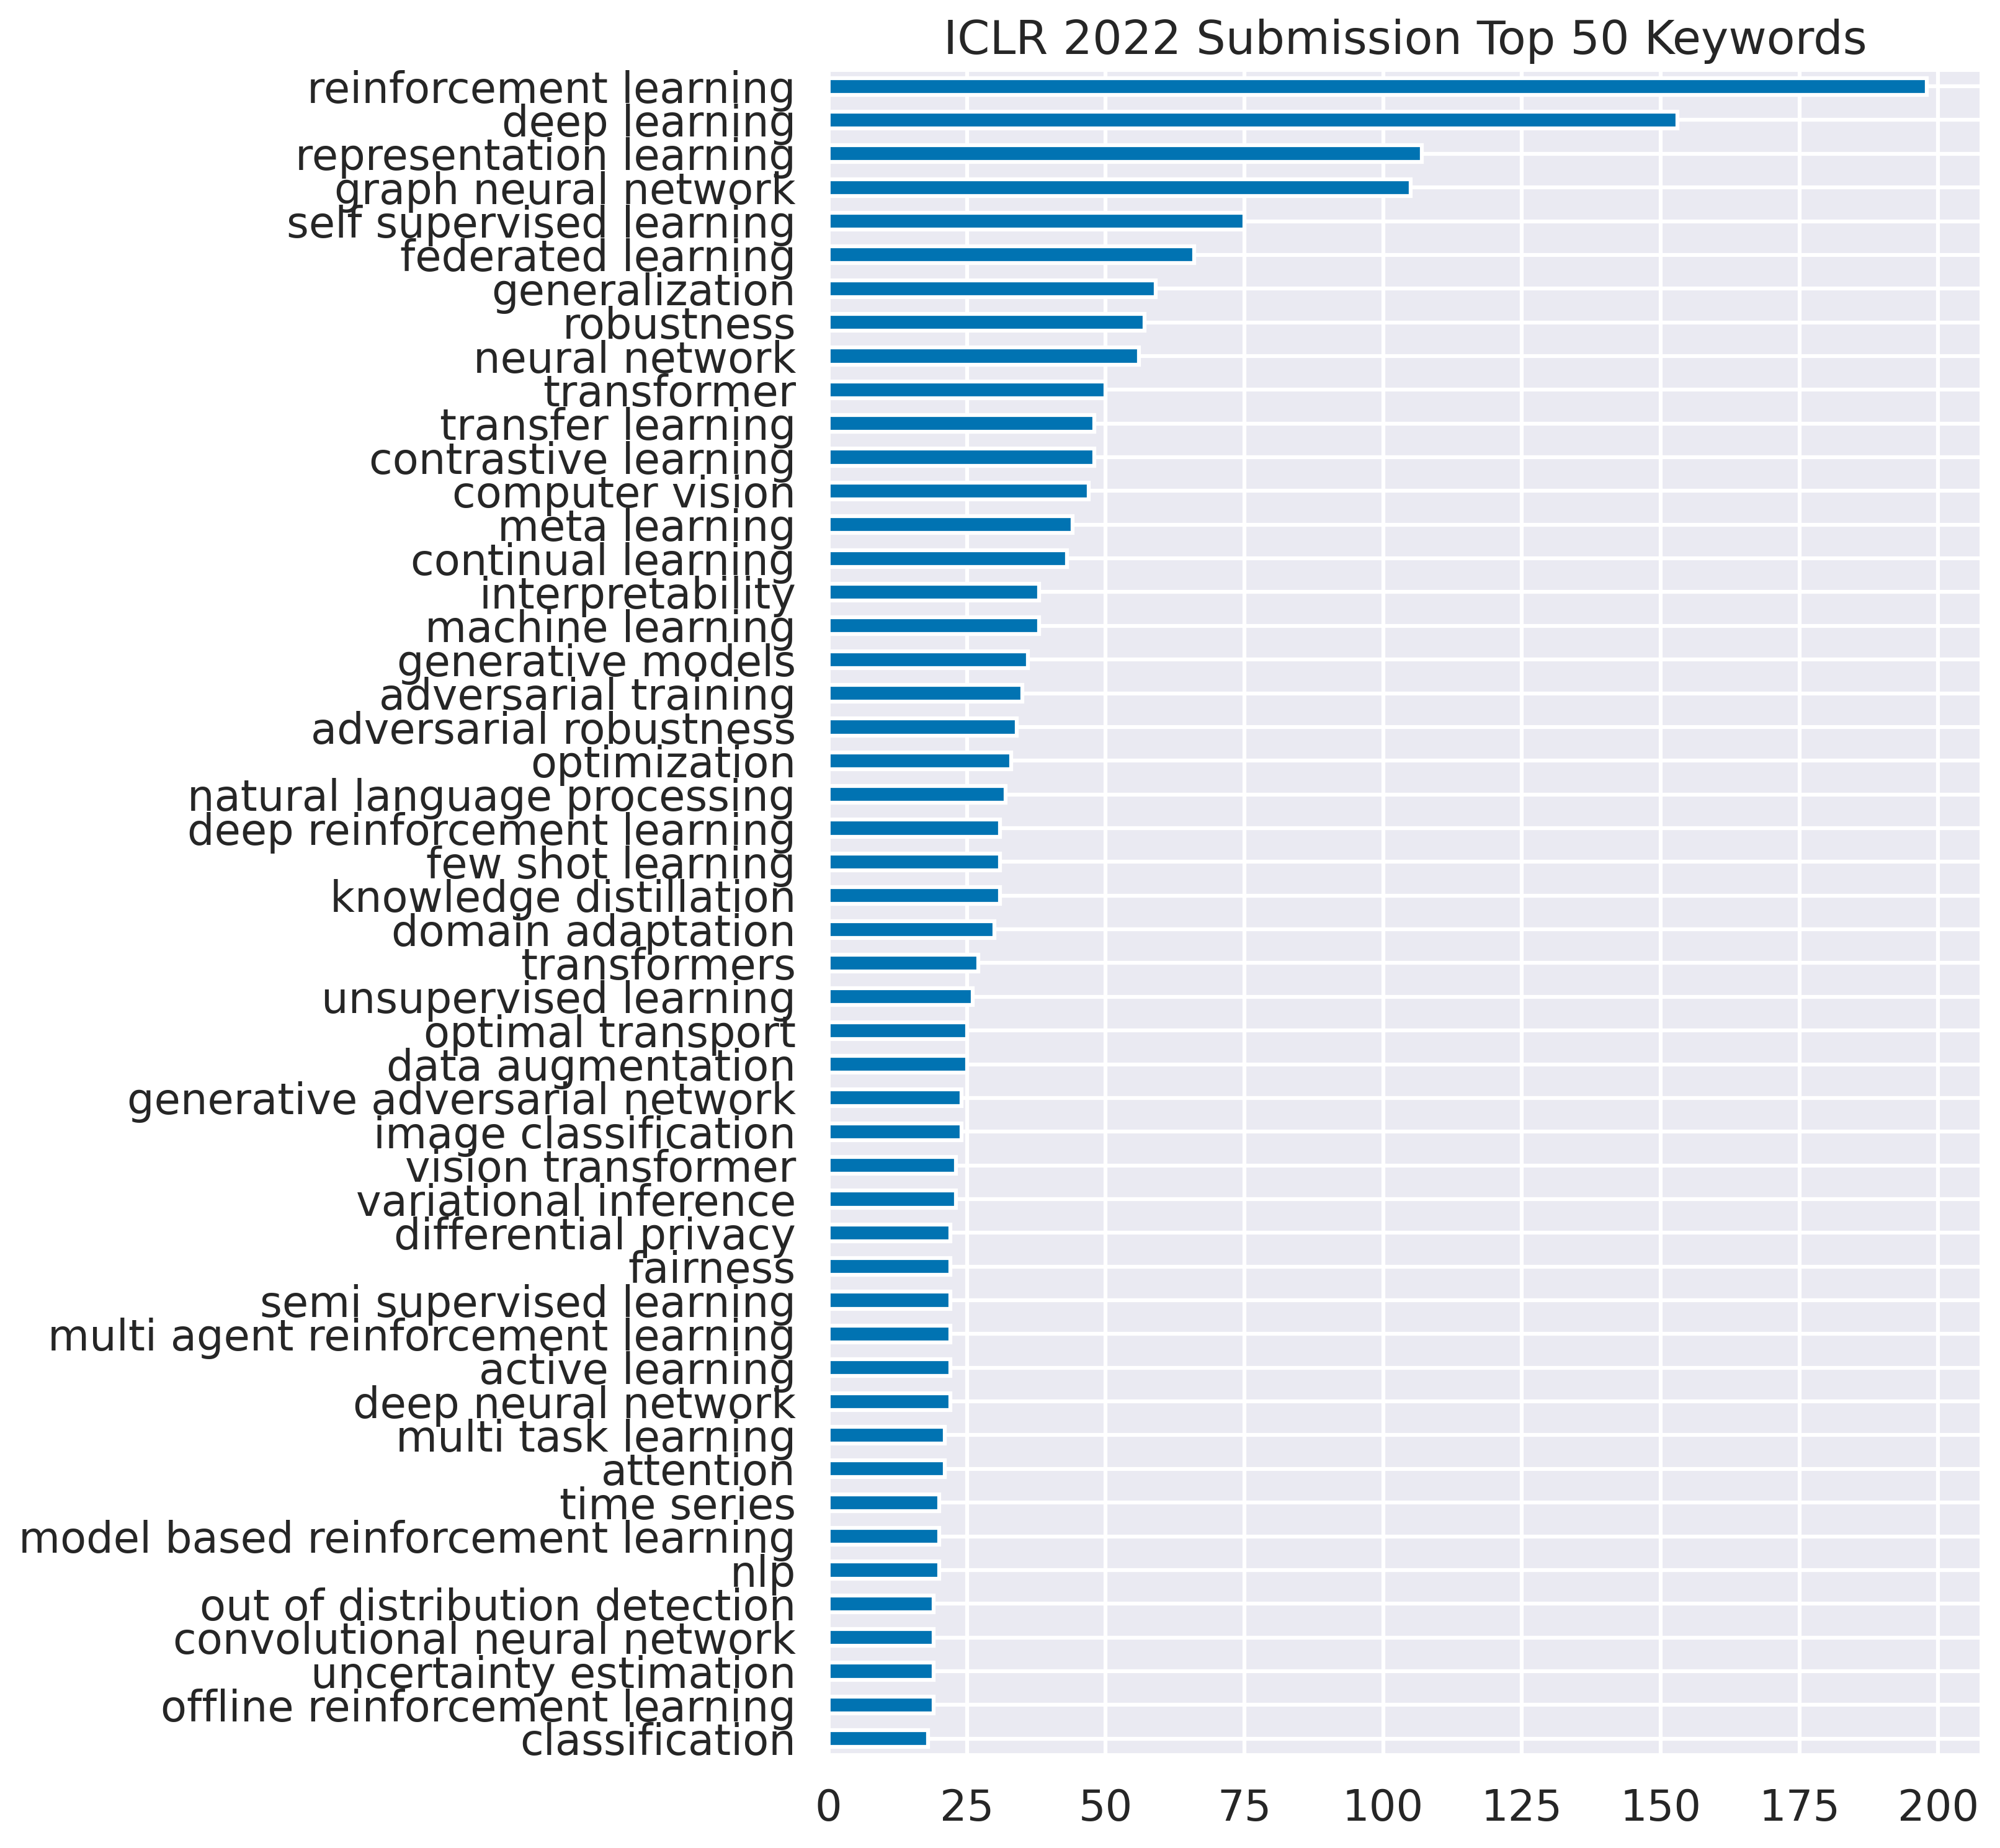 ICLR 2022 Submission Top 50 Keywords
reinforcement learning
deep learning
representation learning
graph neural network
self supervised learning
federated learning
generalization
robustness
neural network
transformer
transfer learning
contrastive learning
computer vision
meta learning
continual learning
interpretability
machine learning
generative models
adversarial training
adversarial robustness
optimization
natural language processing
deep reinforcement learning
few shot learning
knowledge distillation
domain adaptation
transformers
unsupervised learning
optimal transport
data augmentation
generative adversarial network
image classification
vision transformer
variational inference
differential privacy
fairness
semi supervised learning
multi agent reinforcement learning
active learning
deep neural network
multi task learning
attention
time series
model based reinforcement learning
nlp
out of distribution detection
convolutional neural network
uncertainty estimation
offline reinforcement learning
classification
0 25 50 75 100 125 150 175 200